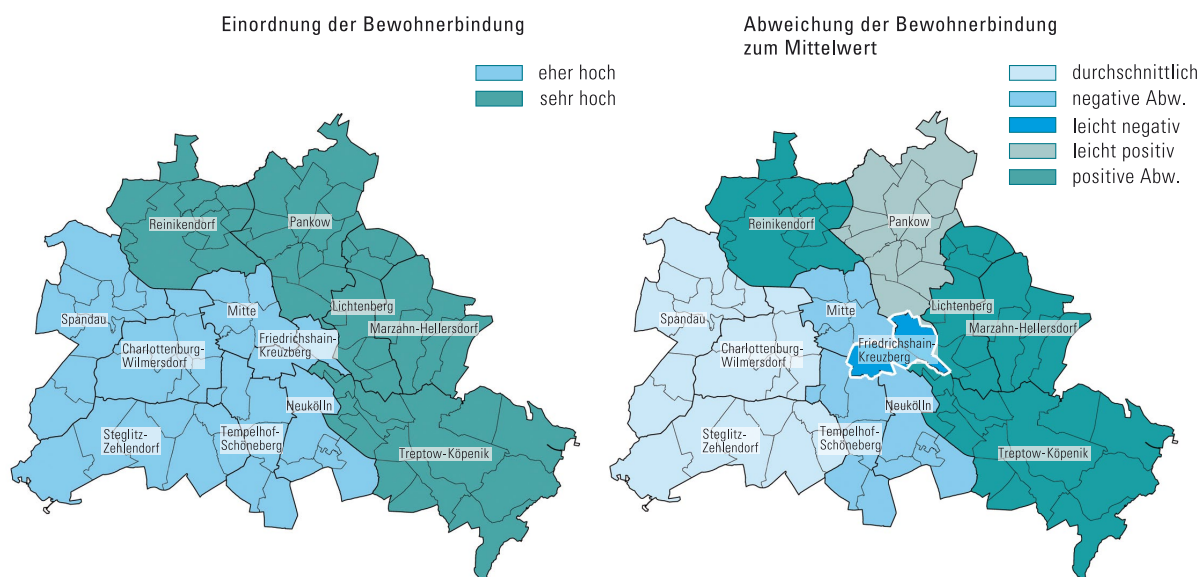 Einordnung der Bewohnerbindung
eher hoch
sehr hoch
Reinikendorf
Pankow
Lichtenberg
Mitte
Spandau
Marzahn-Hellersdorf
Friedrichshain-
Kreuzberg
Charlottenburg-
Wilmersdorf
Neukölln
Steglitz-
Zehlendorf
Tempelhof-
Schöneberg
Treptow-Köpenik
Abweichung der Bewohnerbindung
zum Mittelwert
durchschnittlich
negative Abw.
leicht negativ
leicht positiv
positive Abw.
Reinikendorf
Pankow
Lichtenberg
Mitte
Spandau
Marzahn-Hellersdorf
Friedrichshain-
Kreuzberg
Charlottenburg-
Wilmersdorf
Neukölln
Steglitz-
Zehlendorf
Tempelhof-
Schöneberg
Treptow-Köpenik